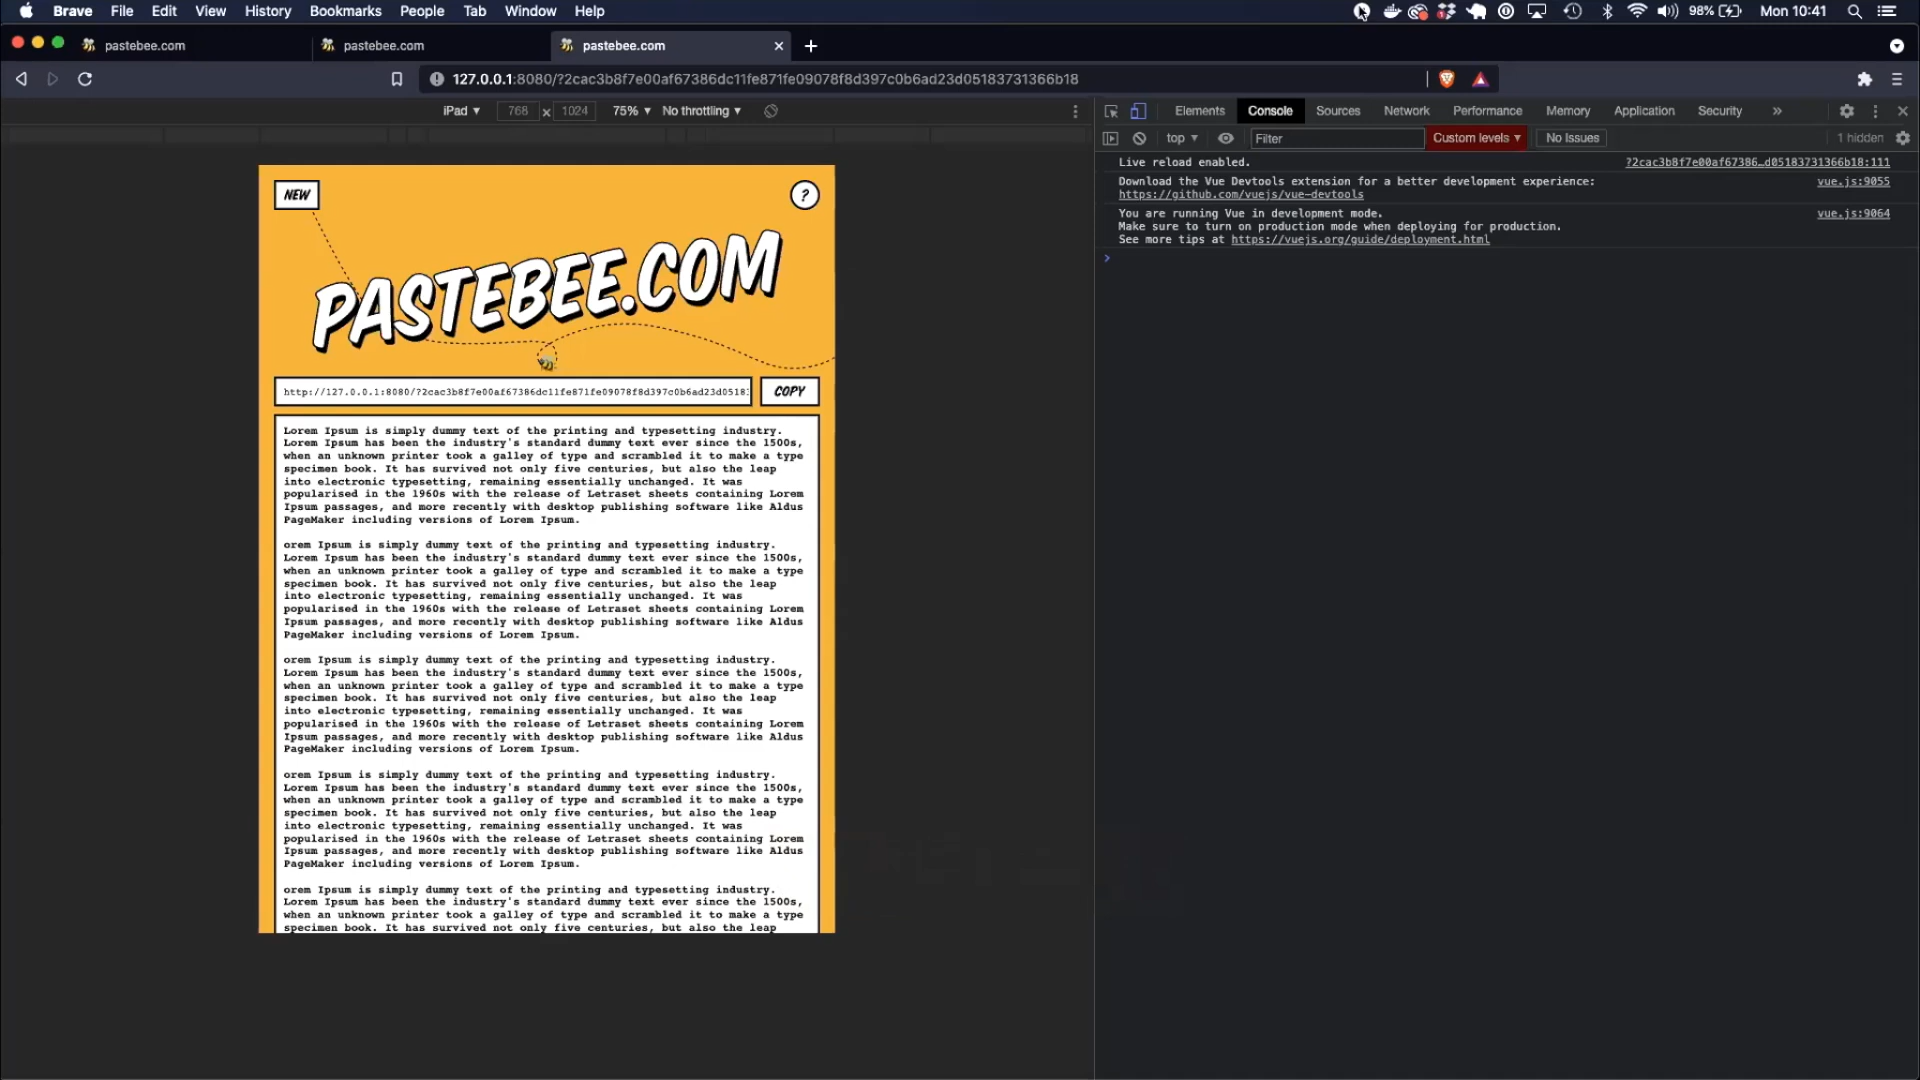 Brave File Edit View History Bookmarks People Tab Window Help 98% Mon 10:41
pastebee.com pastebee.com pastebee.com
127.0.0.1:8080/?2cac3b8f7e00af67386dc11fe871fe09078f8d397c0b6ad23d05183731366b18
iPad 768 x 1024 75% No throttling
Elements Console Sources Network Performance Memory Application Security
top Filter Custom levels No Issues 1 hidden
Live reload enabled. ?2cac3b8f7e00af67386…d05183731366b18:111
Download the Vue Devtools extension for a better development experience: vue.js:9055
https://github.com/vuejs/vue-devtools
You are running Vue in development mode. vue.js:9064
Make sure to turn on production mode when deploying for production.
See more tips at https://vuejs.org/guide/deployment.html
NEW ?
PASTEBEE.COM
http://127.0.0.1:8080/?2cac3b8f7e00af67386dc11fe871fe09078f8d397c0b6ad23d05183 COPY
Lorem Ipsum is simply dummy text of the printing and typesetting industry.
Lorem Ipsum has been the industry's standard dummy text ever since the 1500s,
when an unknown printer took a galley of type and scrambled it to make a type
specimen book. It has survived not only five centuries, but also the leap
into electronic typesetting, remaining essentially unchanged. It was
popularised in the 1960s with the release of Letraset sheets containing Lorem
Ipsum passages, and more recently with desktop publishing software like Aldus
PageMaker including versions of Lorem Ipsum.
orem Ipsum is simply dummy text of the printing and typesetting industry.
Lorem Ipsum has been the industry's standard dummy text ever since the 1500s,
when an unknown printer took a galley of type and scrambled it to make a type
specimen book. It has survived not only five centuries, but also the leap
into electronic typesetting, remaining essentially unchanged. It was
popularised in the 1960s with the release of Letraset sheets containing Lorem
Ipsum passages, and more recently with desktop publishing software like Aldus
PageMaker including versions of Lorem Ipsum.
orem Ipsum is simply dummy text of the printing and typesetting industry.
Lorem Ipsum has been the industry's standard dummy text ever since the 1500s,
when an unknown printer took a galley of type and scrambled it to make a type
specimen book. It has survived not only five centuries, but also the leap
into electronic typesetting, remaining essentially unchanged. It was
popularised in the 1960s with the release of Letraset sheets containing Lorem
Ipsum passages, and more recently with desktop publishing software like Aldus
PageMaker including versions of Lorem Ipsum.
orem Ipsum is simply dummy text of the printing and typesetting industry.
Lorem Ipsum has been the industry's standard dummy text ever since the 1500s,
when an unknown printer took a galley of type and scrambled it to make a type
specimen book. It has survived not only five centuries, but also the leap
into electronic typesetting, remaining essentially unchanged. It was
popularised in the 1960s with the release of Letraset sheets containing Lorem
Ipsum passages, and more recently with desktop publishing software like Aldus
PageMaker including versions of Lorem Ipsum.
orem Ipsum is simply dummy text of the printing and typesetting industry.
Lorem Ipsum has been the industry's standard dummy text ever since the 1500s,
when an unknown printer took a galley of type and scrambled it to make a type
specimen book. It has survived not only five centuries, but also the leap